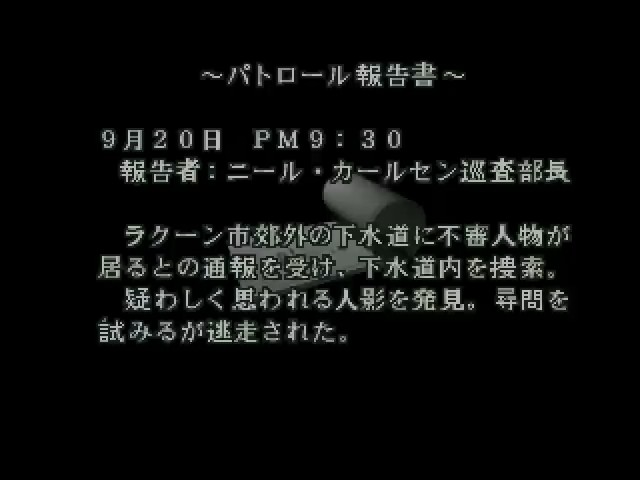 ～パトロール報告書～
９月２０日　ＰＭ９：３０
報告者：ニール・カールセン巡査部長
ラクーン市郊外の下水道に不審人物が
居るとの通報を受け、下水道内を捜索。
疑わしく思われる人影を発見。尋問を
試みるが逃走された。